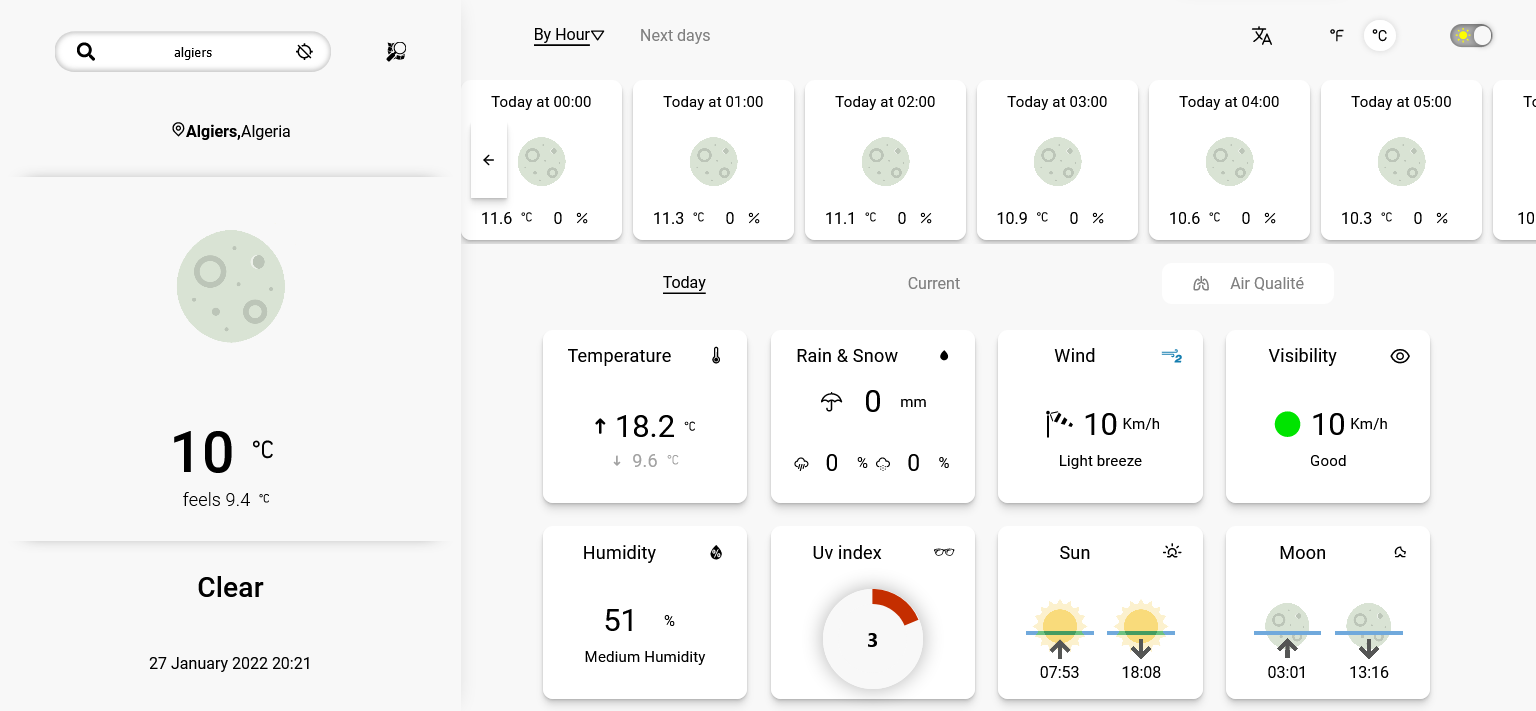 algiers
Algiers,Algeria
10 °C
feels 9.4 °C
Clear
27 January 2022 20:21
By Hour Next days °F °C
Today at 00:00 Today at 01:00 Today at 02:00 Today at 03:00 Today at 04:00 Today at 05:00 To
11.6 °C 0 % 11.3 °C 0 % 11.1 °C 0 % 10.9 °C 0 % 10.6 °C 0 % 10.3 °C 0 % 10
Today Current Air Qualité
Temperature
18.2 °C
9.6 °C
Rain & Snow
0 mm
0 % 0 %
Wind 2
10 Km/h
Light breeze
Visibility
10 Km/h
Good
Humidity %
51 %
Medium Humidity
Uv index
3
Sun
07:53 18:08
Moon
03:01 13:16